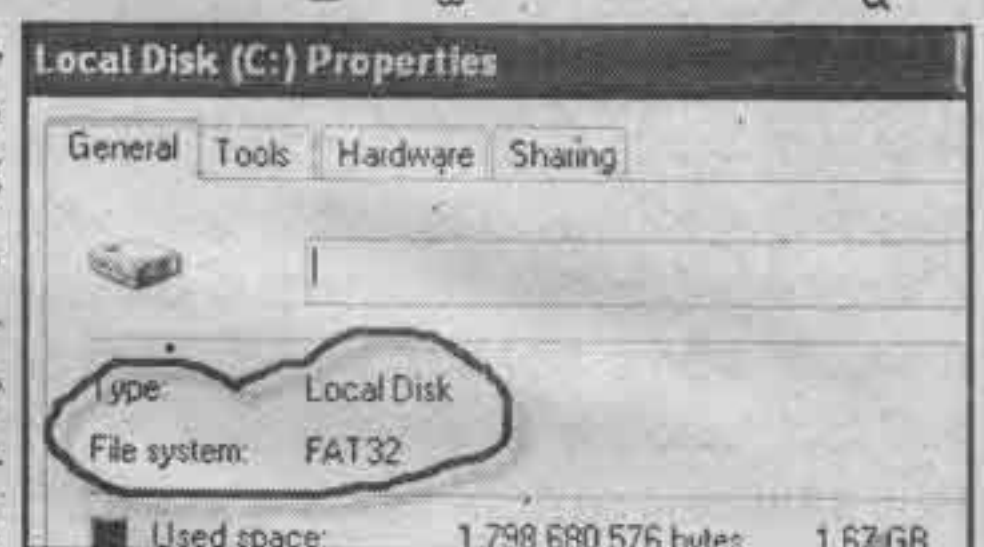 Local Disk (C:) Properties
General Tools Hardware Sharing
Type: Local Disk
File system: FAT32
Used space: 1,798,680,576 bytes 1.67 GB